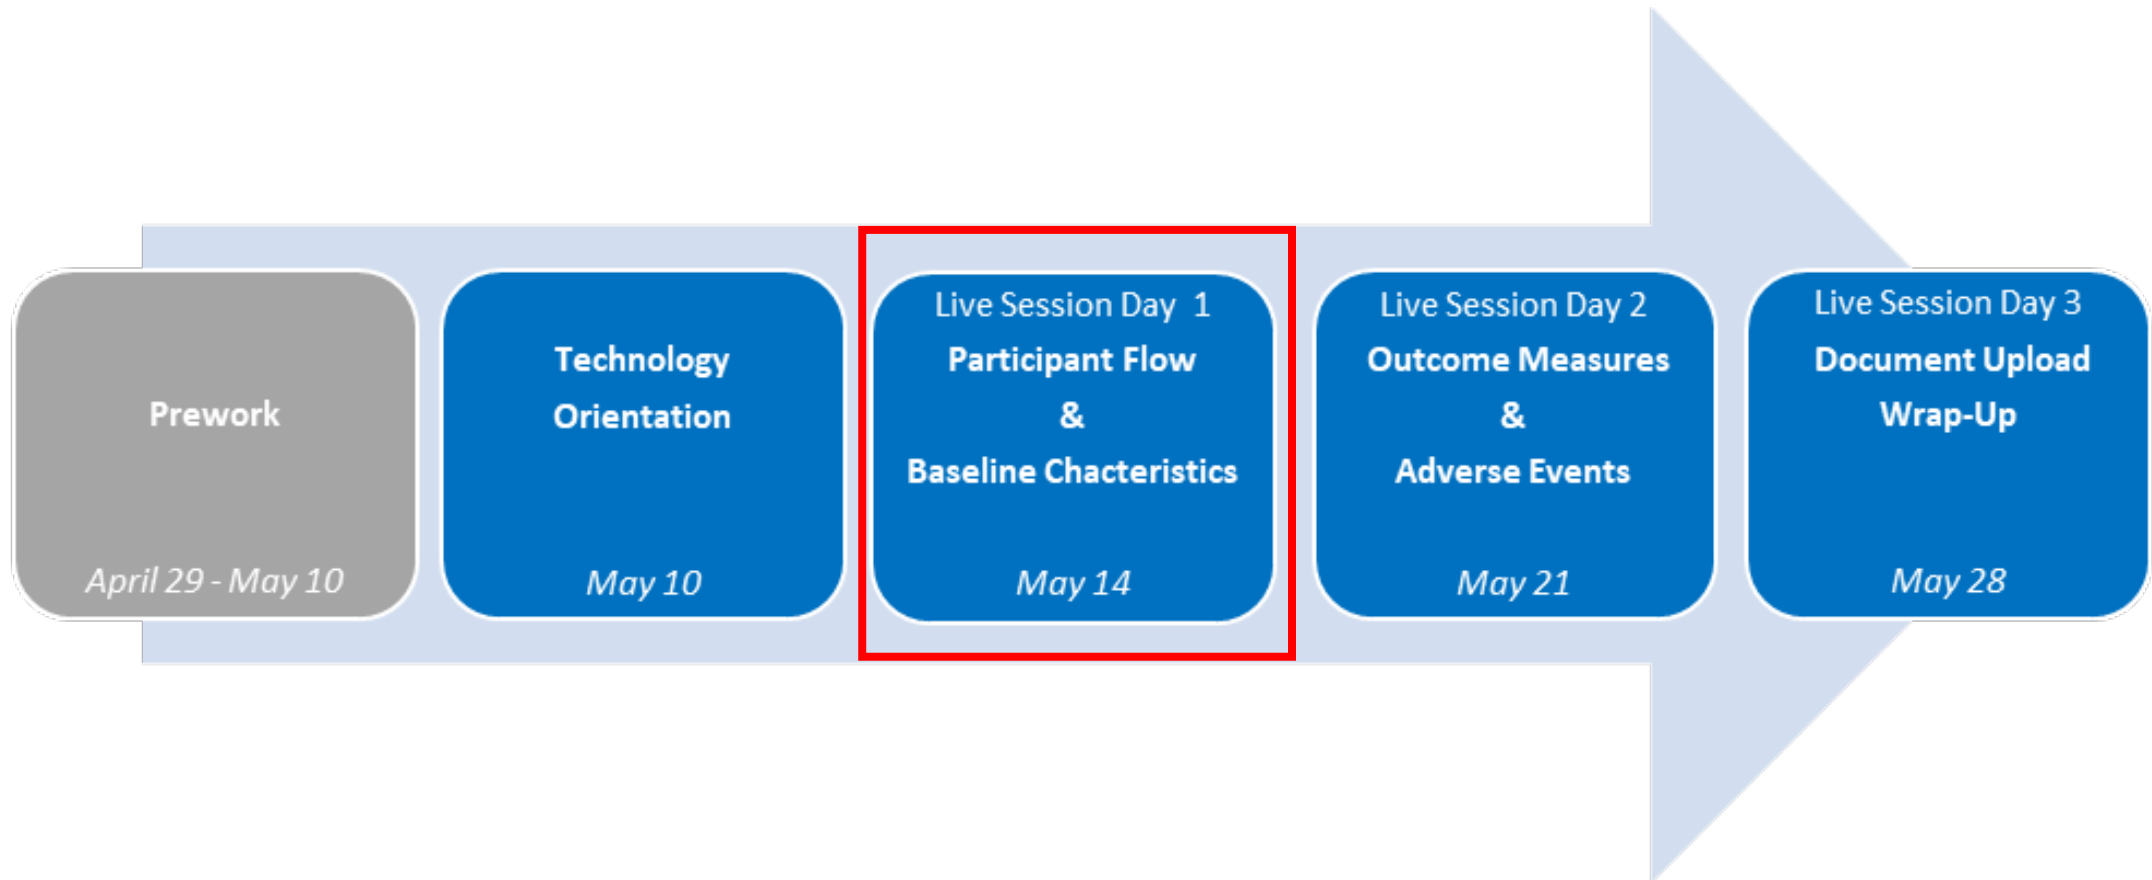 Prework
April 29 - May 10
Technology
Orientation
May 10
Live Session Day 1
Participant Flow
&
Baseline Chacteristics
May 14
Live Session Day 2
Outcome Measures
&
Adverse Events
May 21
Live Session Day 3
Document Upload
Wrap-Up
May 28